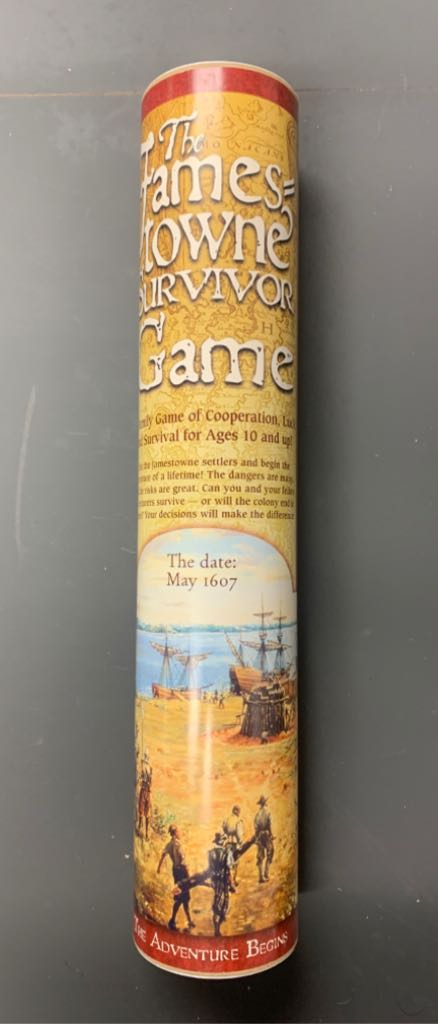 The
James=
towne
SURVIVOR
Game
Game of Cooperation, Luck
Survival for Ages 10 and up!
the Jamestowne settlers and begin the
of a lifetime! The dangers are many
risks are great. Can you and your fellow
survive — or will the colony end in
Your decisions will make the difference
The date:
May 1607
THE ADVENTURE BEGINS